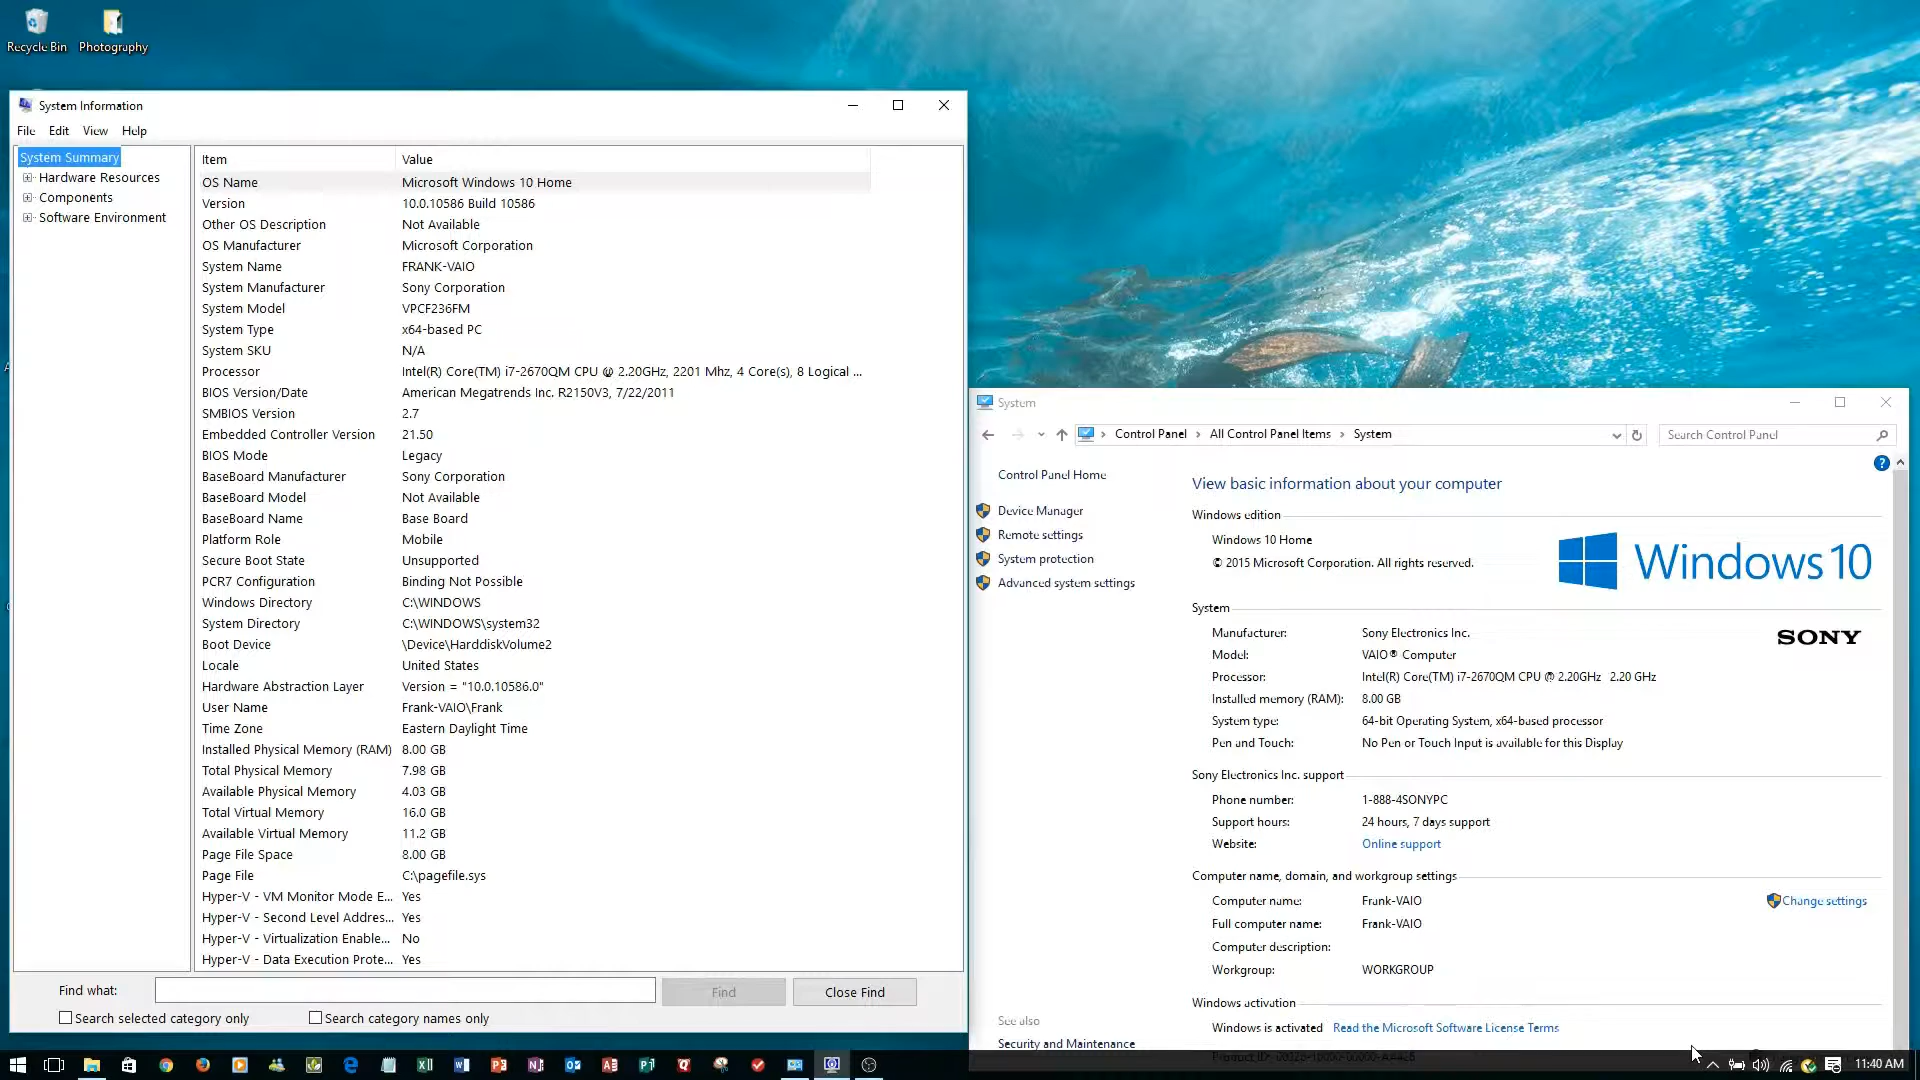 Recycle Bin
Photography
System Information
File Edit View Help
System Summary
Hardware Resources
Components
Software Environment
Item Value
OS Name Microsoft Windows 10 Home
Version 10.0.10586 Build 10586
Other OS Description Not Available
OS Manufacturer Microsoft Corporation
System Name FRANK-VAIO
System Manufacturer Sony Corporation
System Model VPCF236FM
System Type x64-based PC
System SKU N/A
Processor Intel(R) Core(TM) i7-2670QM CPU @ 2.20GHz, 2201 Mhz, 4 Core(s), 8 Logical ...
BIOS Version/Date American Megatrends Inc. R2150V3, 7/22/2011
SMBIOS Version 2.7
Embedded Controller Version 21.50
BIOS Mode Legacy
BaseBoard Manufacturer Sony Corporation
BaseBoard Model Not Available
BaseBoard Name Base Board
Platform Role Mobile
Secure Boot State Unsupported
PCR7 Configuration Binding Not Possible
Windows Directory C:\WINDOWS
System Directory C:\WINDOWS\system32
Boot Device \Device\HarddiskVolume2
Locale United States
Hardware Abstraction Layer Version = "10.0.10586.0"
User Name Frank-VAIO\Frank
Time Zone Eastern Daylight Time
Installed Physical Memory (RAM) 8.00 GB
Total Physical Memory 7.98 GB
Available Physical Memory 4.03 GB
Total Virtual Memory 16.0 GB
Available Virtual Memory 11.2 GB
Page File Space 8.00 GB
Page File C:\pagefile.sys
Hyper-V - VM Monitor Mode E... Yes
Hyper-V - Second Level Addres... Yes
Hyper-V - Virtualization Enable... No
Hyper-V - Data Execution Prote... Yes
Find what:
Find
Close Find
Search selected category only
Search category names only
System
Control Panel All Control Panel Items System
Search Control Panel
Control Panel Home
Device Manager
Remote settings
System protection
Advanced system settings
See also
Security and Maintenance
View basic information about your computer
Windows edition
Windows 10 Home
© 2015 Microsoft Corporation. All rights reserved.
Windows 10
System
Manufacturer: Sony Electronics Inc.
SONY
Model: VAIO® Computer
Processor: Intel(R) Core(TM) i7-2670QM CPU @ 2.20GHz 2.20 GHz
Installed memory (RAM): 8.00 GB
System type: 64-bit Operating System, x64-based processor
Pen and Touch: No Pen or Touch Input is available for this Display
Sony Electronics Inc. support
Phone number: 1-888-4SONYPC
Support hours: 24 hours, 7 days support
Website: Online support
Computer name, domain, and workgroup settings
Computer name: Frank-VAIO
Change settings
Full computer name: Frank-VAIO
Computer description:
Workgroup: WORKGROUP
Windows activation
Windows is activated Read the Microsoft Software License Terms
11:40 AM